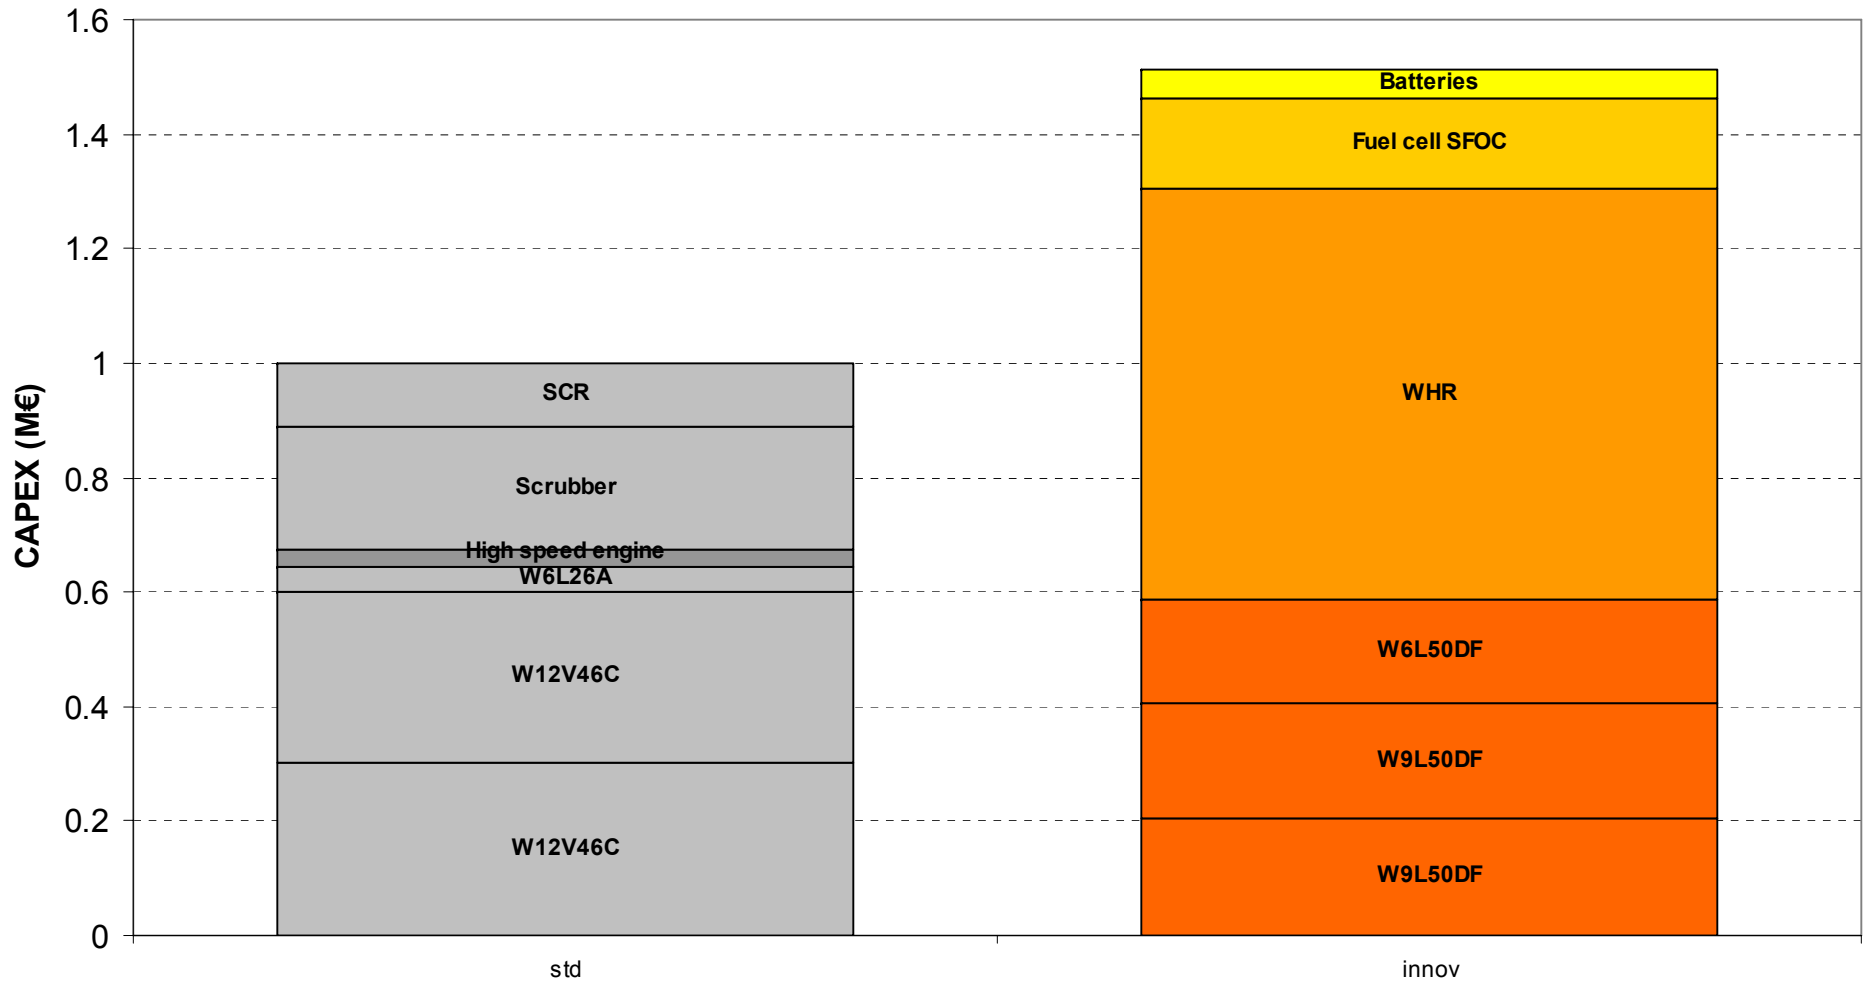 1.6
1.4
1.2
1
0.8
0.6
0.4
0.2
0
CAPEX (M€)
SCR
Scrubber
High speed engine
W6L26A
W12V46C
W12V46C
Batteries
Fuel cell SFOC
WHR
W6L50DF
W9L50DF
W9L50DF
std
innov